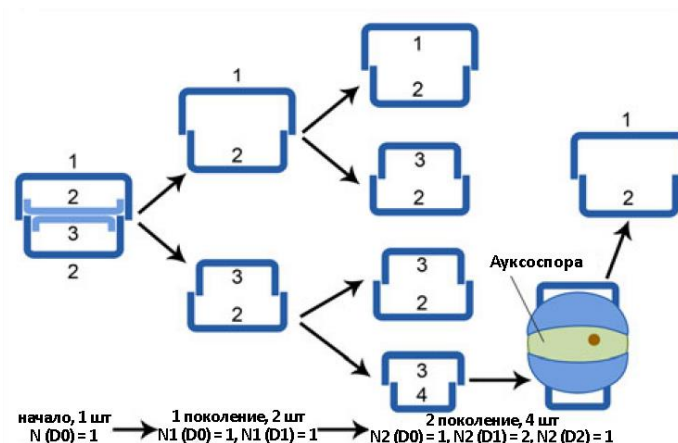 1
2
3
2
1
2
3
2
1
2
3
2
3
2
3
4
Ауксоспора
1
2
начало, 1 шт
N (D0) = 1
1 поколение, 2 шт
N1 (D0) = 1, N1 (D1) = 1
2 поколение, 4 шт
N2 (D0) = 1, N2 (D1) = 2, N2 (D2) = 1